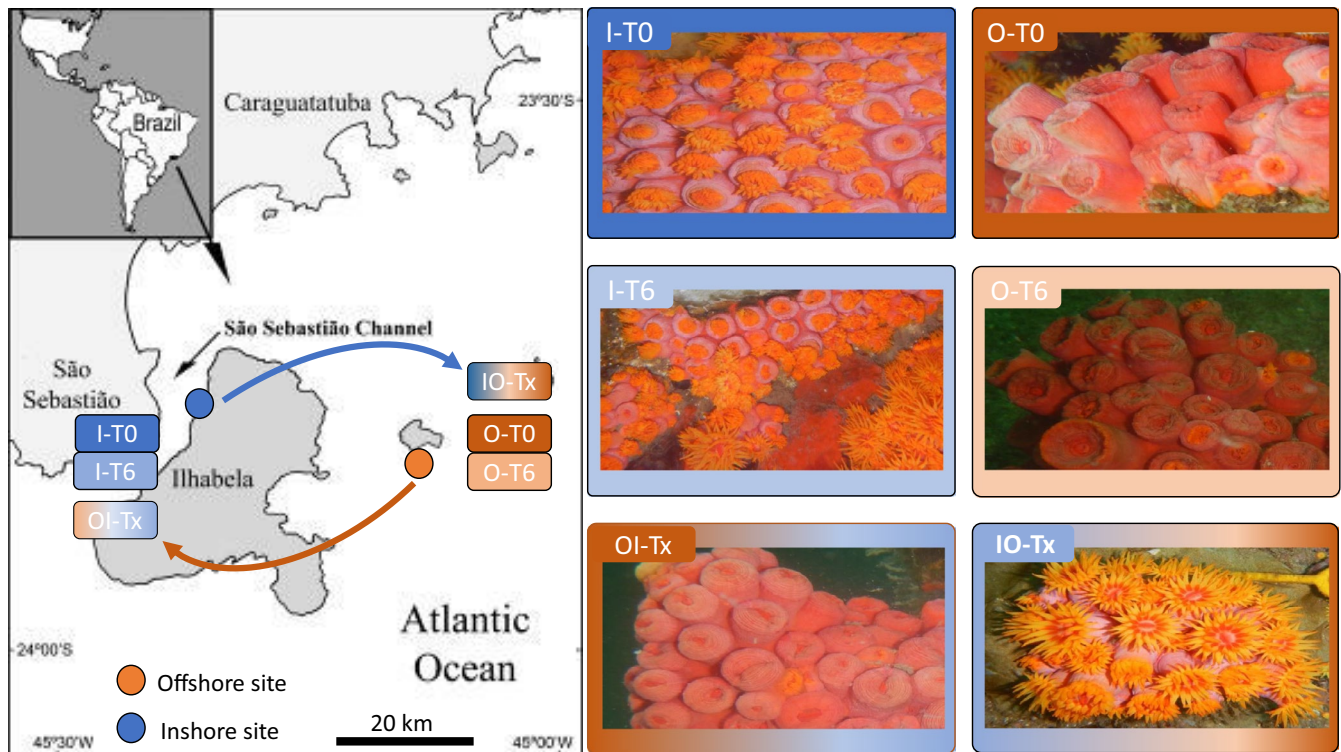 Brazil
Caraguatatuba
23°30'S
São Sebastião Channel
São
Sebastião
IO-Tx
I-T0
O-T0
I-T6
O-T6
Ilhabela
OI-Tx
Atlantic
Ocean
24°00'S
Offshore site
Inshore site
20 km
45°30'W
45°00'W
I-T0
O-T0
I-T6
O-T6
OI-Tx
IO-Tx